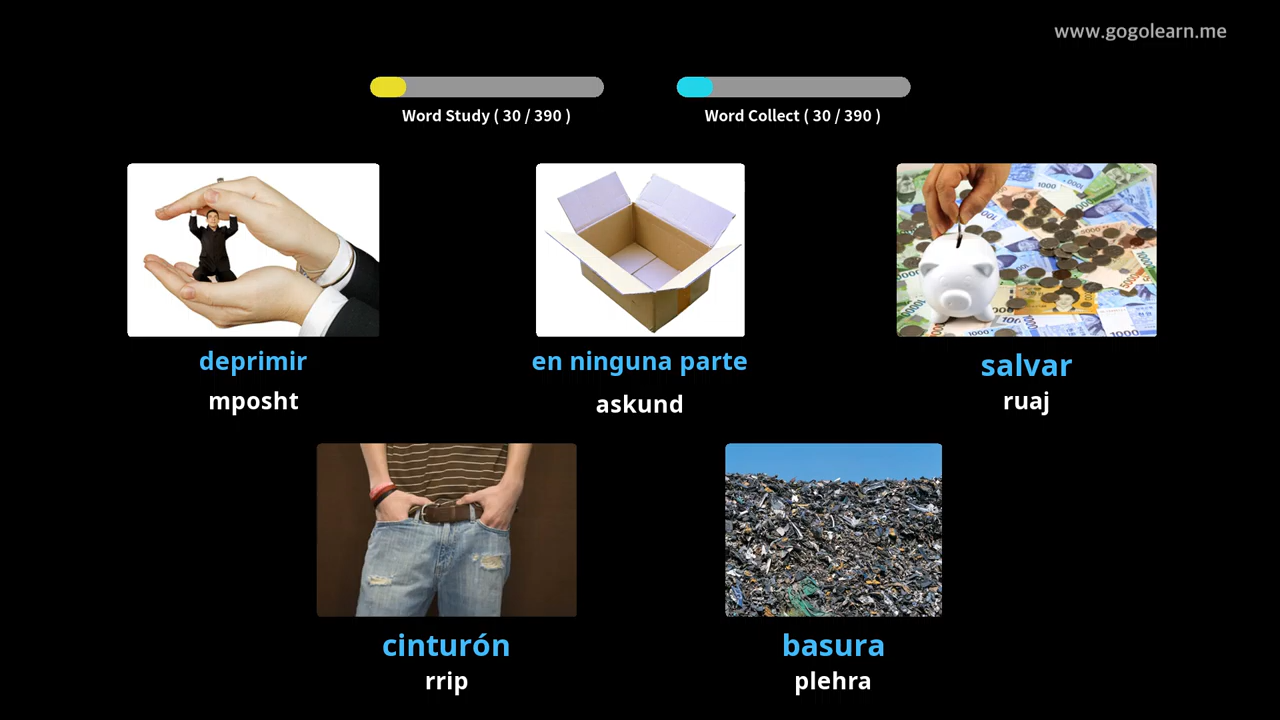 www.gogolearn.me
Word Study ( 30 / 390 )
Word Collect ( 30 / 390 )
deprimir
mposht
en ninguna parte
askund
salvar
ruaj
cinturón
rrip
basura
plehra